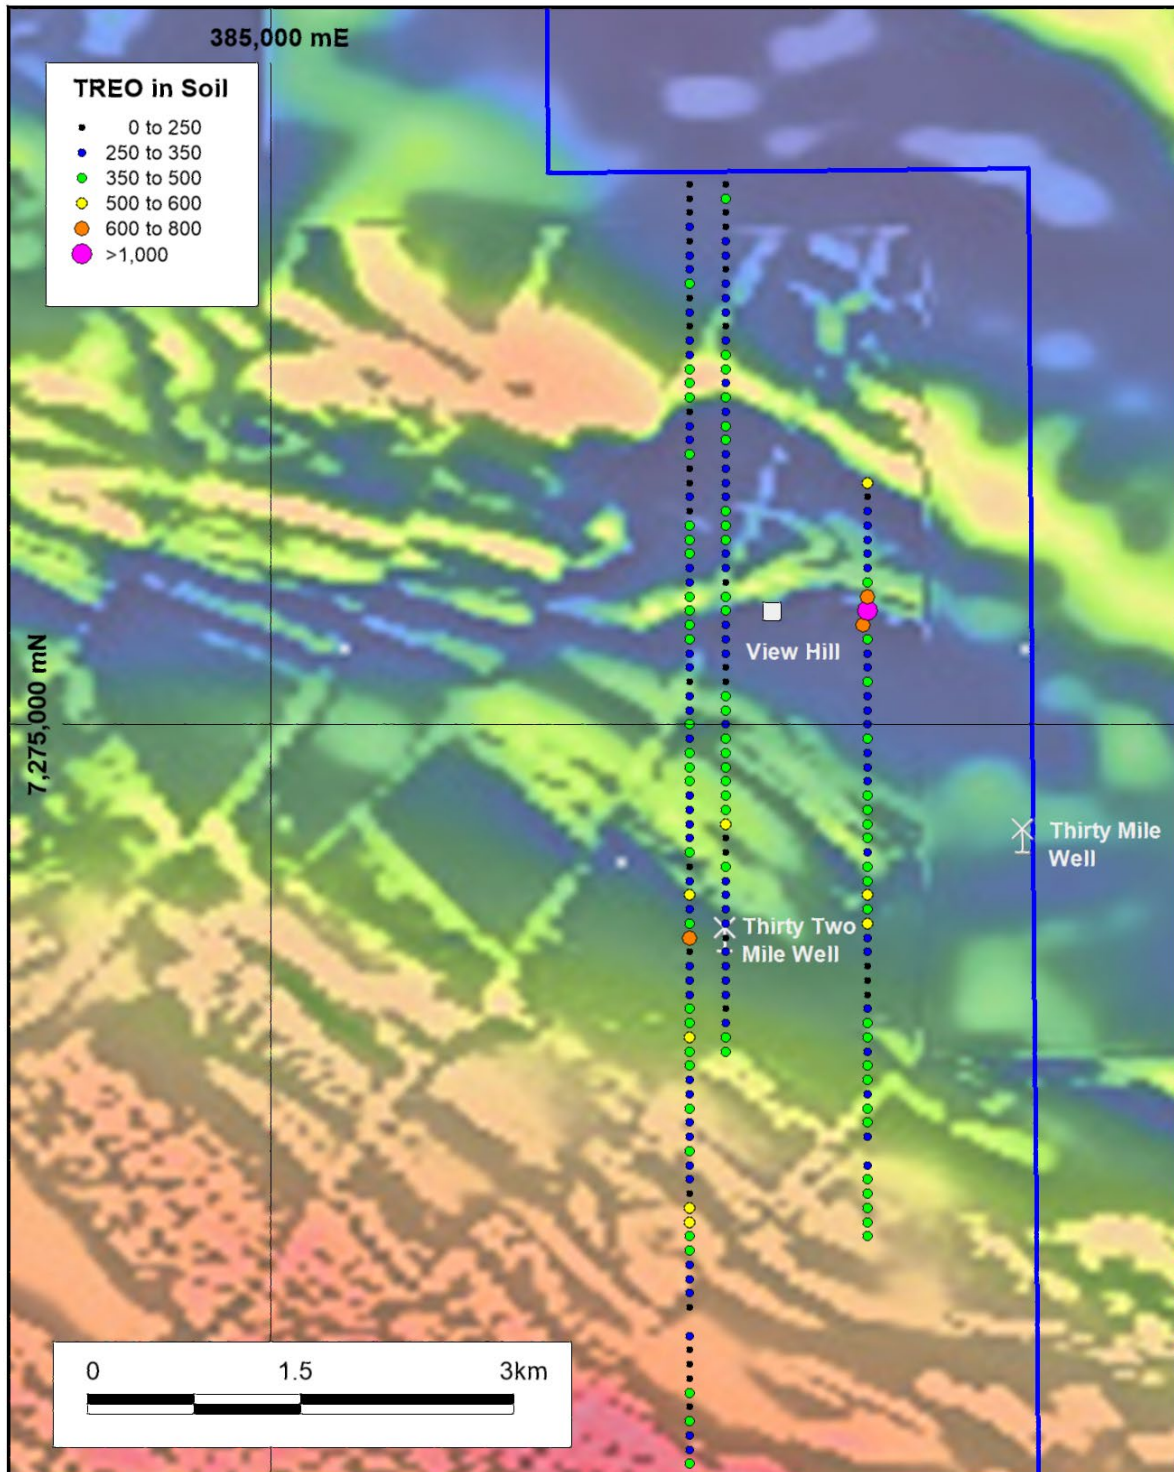 385,000 mE
TREO in Soil
0 to 250
250 to 350
350 to 500
500 to 600
600 to 800
>1,000
View Hill
7,275,000 mN
Thirty Mile
Well
Thirty Two
Mile Well
0 1.5 3km